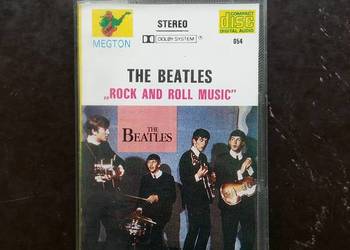 STEREO
COMPACT
disc
DIGITAL AUDIO
DOLBY SYSTEM ®
054
MEGTON
THE BEATLES
„ROCK AND ROLL MUSIC"
THE
BEATLES